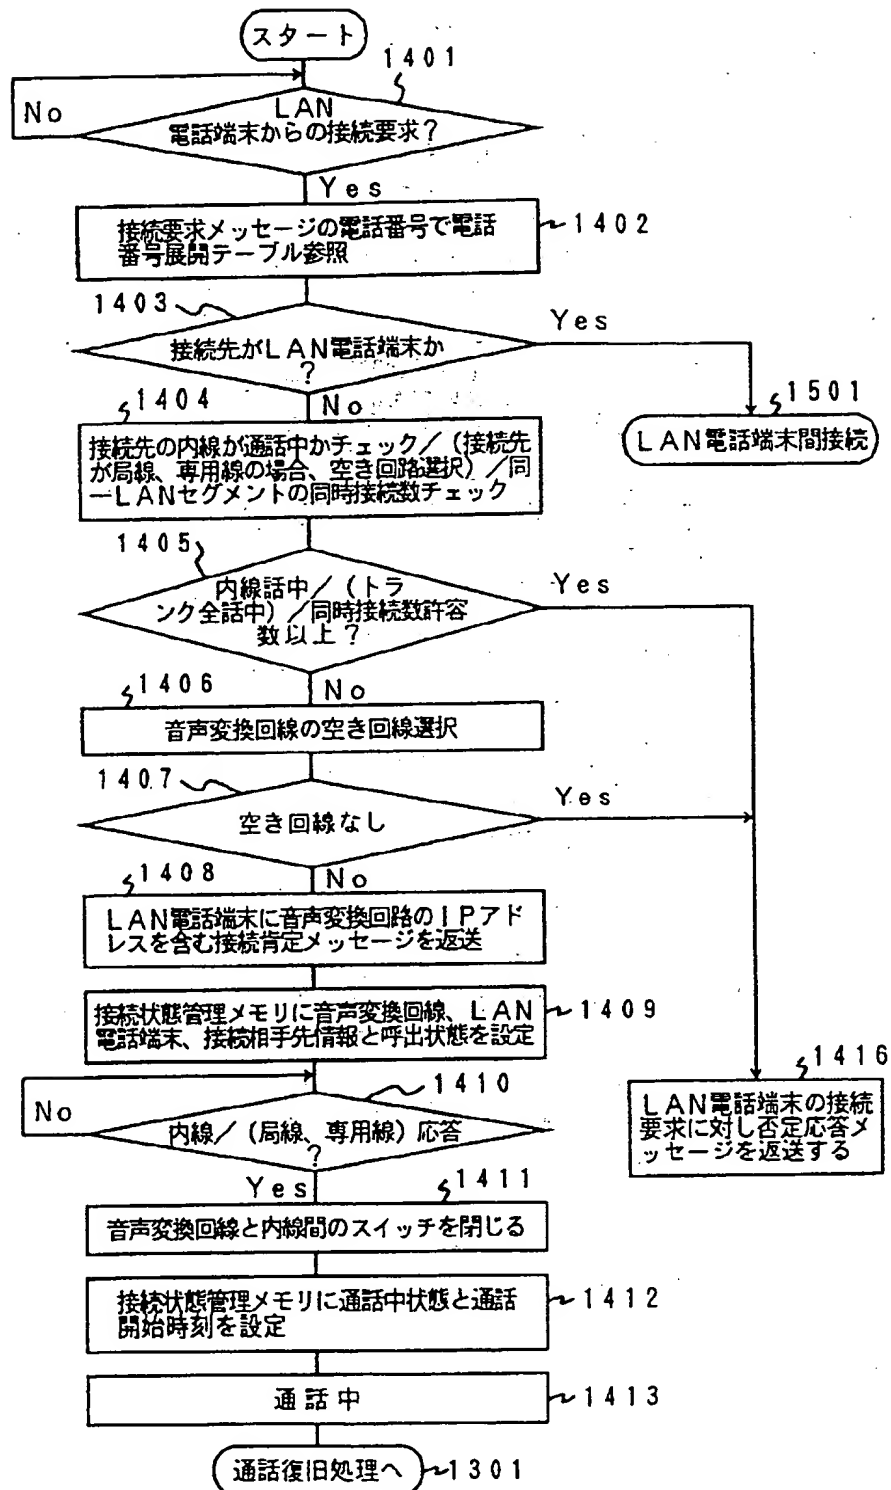 スタート
1401
No
LAN
電話端末からの接続要求?
Yes
接続要求メッセージの電話番号で電話
番号展開テーブル参照
1402
1403
接続先がLAN電話端末か
?
Yes
No
1404
1501
LAN電話端末間接続
接続先の内線が通話中かチェック/(接続先
が局線、専用線の場合、空き回路選択)/同
一LANセグメントの同時接続数チェック
1405
内線話中/(トラ
ンク全話中)/同時接続数許容
数以上?
Yes
No
1406
音声変換回線の空き回線選択
1407
空き回線なし
Yes
No
1408
LAN電話端末に音声変換回路のIPアド
レスを含む接続肯定メッセージを返送
接続状態管理メモリに音声変換回線、LAN
電話端末、接続相手先情報と呼出状態を設定
1409
1410
No
内線/(局線、専用線)応答
?
1416
LAN電話端末の接続
要求に対し否定応答メ
ッセージを返送する
Yes
1411
音声変換回線と内線間のスイッチを閉じる
接続状態管理メモリに通話中状態と通話
開始時刻を設定
1412
通話中
1413
通話復旧処理へ
1301